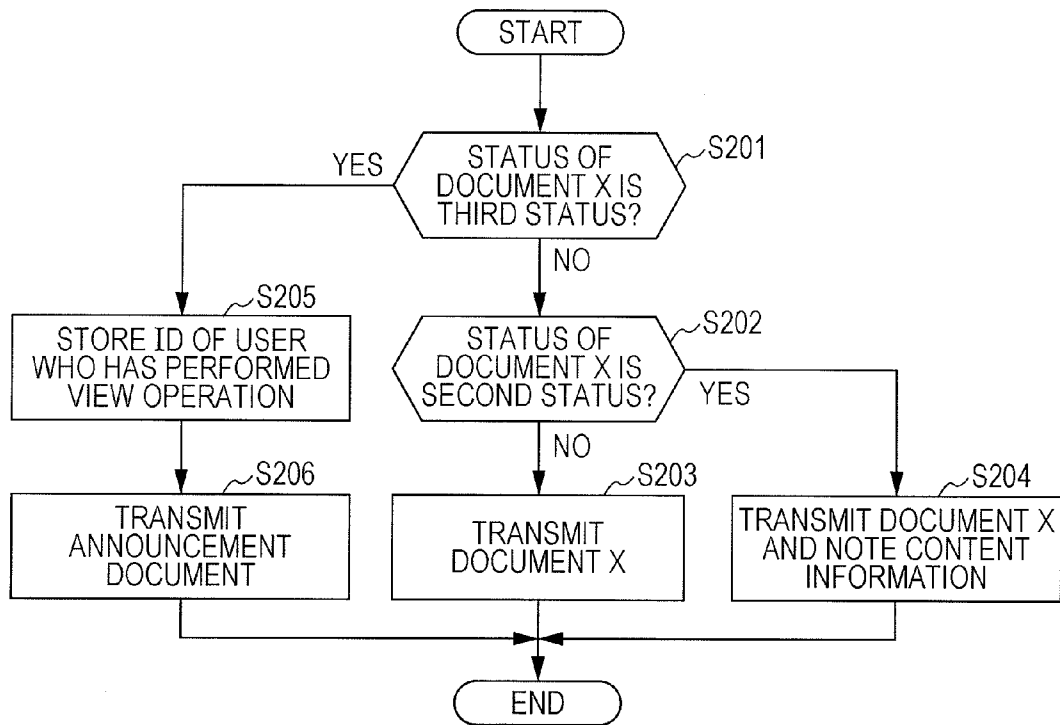 START
S201
STATUS OF
DOCUMENT X IS
THIRD STATUS?
YES
NO
S205
STORE ID OF USER
WHO HAS PERFORMED
VIEW OPERATION
S202
STATUS OF
DOCUMENT X IS
SECOND STATUS?
YES
NO
S206
TRANSMIT
ANNOUNCEMENT
DOCUMENT
S203
TRANSMIT
DOCUMENT X
S204
TRANSMIT DOCUMENT X
AND NOTE CONTENT
INFORMATION
END